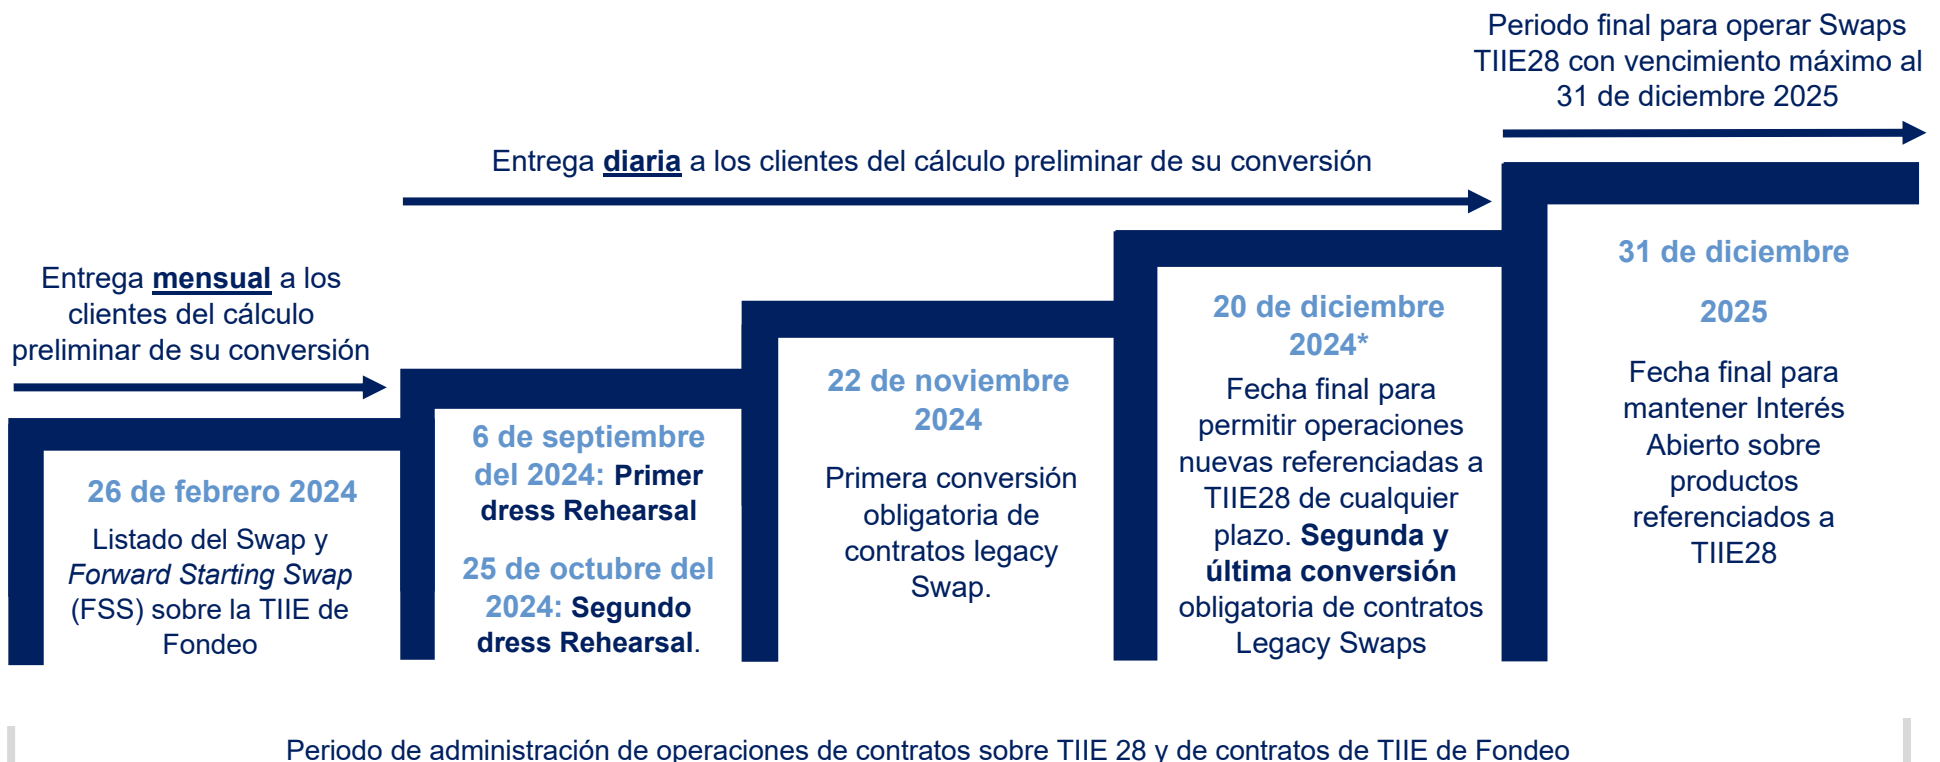 Periodo final para operar Swaps
TIIE28 con vencimiento máximo al
31 de diciembre 2025
Entrega diaria a los clientes del cálculo preliminar de su conversión
Entrega mensual a los
clientes del cálculo
preliminar de su conversión
26 de febrero 2024
Listado del Swap y
Forward Starting Swap
(FSS) sobre la TIIE de
Fondeo
6 de septiembre
del 2024: Primer
dress Rehearsal
25 de octubre del
2024: Segundo
dress Rehearsal.
22 de noviembre
2024
Primera conversión
obligatoria de
contratos legacy
Swap.
20 de diciembre
2024*
Fecha final para
permitir operaciones
nuevas referenciadas a
TIIE28 de cualquier
plazo. Segunda y
última conversión
obligatoria de contratos
Legacy Swaps
31 de diciembre
2025
Fecha final para
mantener Interés
Abierto sobre
productos
referenciados a
TIIE28
Periodo de administración de operaciones de contratos sobre TIIE 28 y de contratos de TIIE de Fondeo